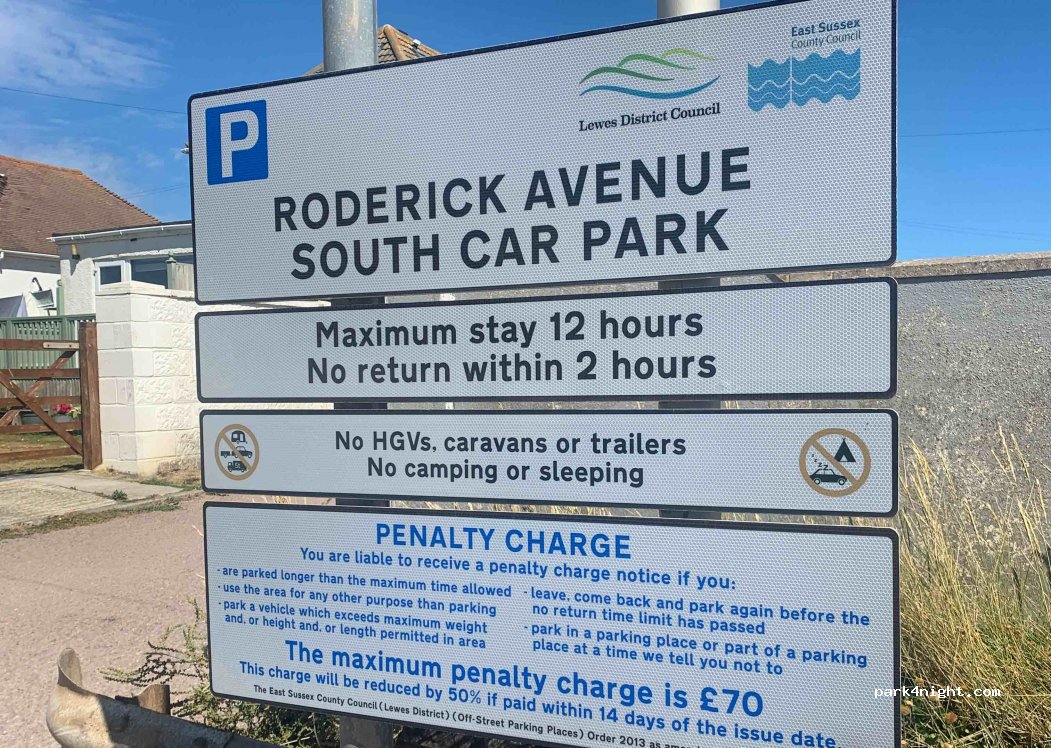 P
Lewes District Council
East Sussex
County Council
RODERICK AVENUE
SOUTH CAR PARK
Maximum stay 12 hours
No return within 2 hours
No HGVs, caravans or trailers
No camping or sleeping
PENALTY CHARGE
You are liable to receive a penalty charge notice if you:
- are parked longer than the maximum time allowed
- use the area for any other purpose than parking
- park a vehicle which exceeds maximum weight
and. or height and. or length permitted in area
- leave, come back and park again before the
no return time limit has passed
- park in a parking place or part of a parking
place at a time we tell you not to
The maximum penalty charge is £70
This charge will be reduced by 50% if paid within 14 days of the issue date
The East Sussex County Council (Lewes District) (Off-Street Parking Places) Order 2013 as
park4night.com